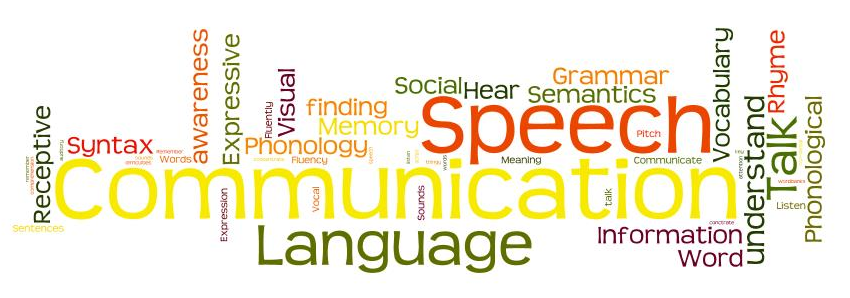 Receptive
Sentences
Syntax
Words
awareness
Expressive
Phonology
Fluently
Visual
finding
Memory
Fluency
Social
Hear
Speech
Pitch
Grammar
Semantics
Meaning
Communicate
Vocabulary
Rhyme
Talk
understand
Phonological
Listen
Communication
Expression
Vocal
Sounds
talk
Language
Information
Word